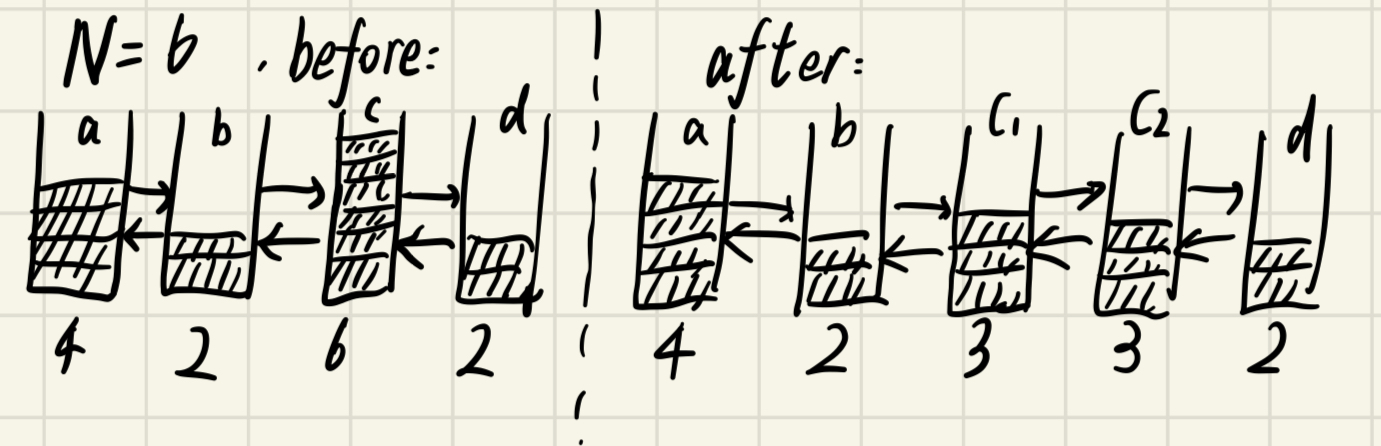 N = 6 . before:
after:
a b c d
a b C1 C2 d
4 2 6 2
4 2 3 3 2